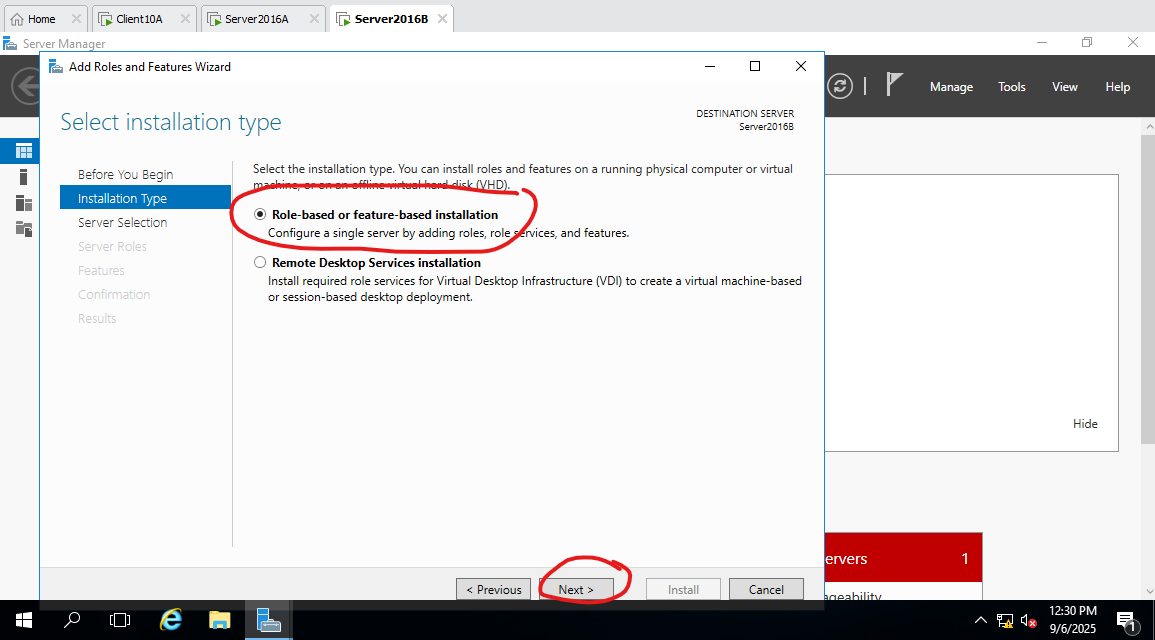 Home
Client10A
Server2016A
Server2016B
Server Manager
Add Roles and Features Wizard
Manage
Tools
View
Help
Select installation type
DESTINATION SERVER
Server2016B
Before You Begin
Installation Type
Server Selection
Server Roles
Features
Confirmation
Results
Select the installation type. You can install roles and features on a running physical computer or virtual
machine, or on an offline virtual hard disk (VHD).
Role-based or feature-based installation
Configure a single server by adding roles, role services, and features.
Remote Desktop Services installation
Install required role services for Virtual Desktop Infrastructure (VDI) to create a virtual machine-based
or session-based desktop deployment.
Hide
ervers 1
ageability
< Previous
Next >
Install
Cancel
12:30 PM
9/6/2025
1